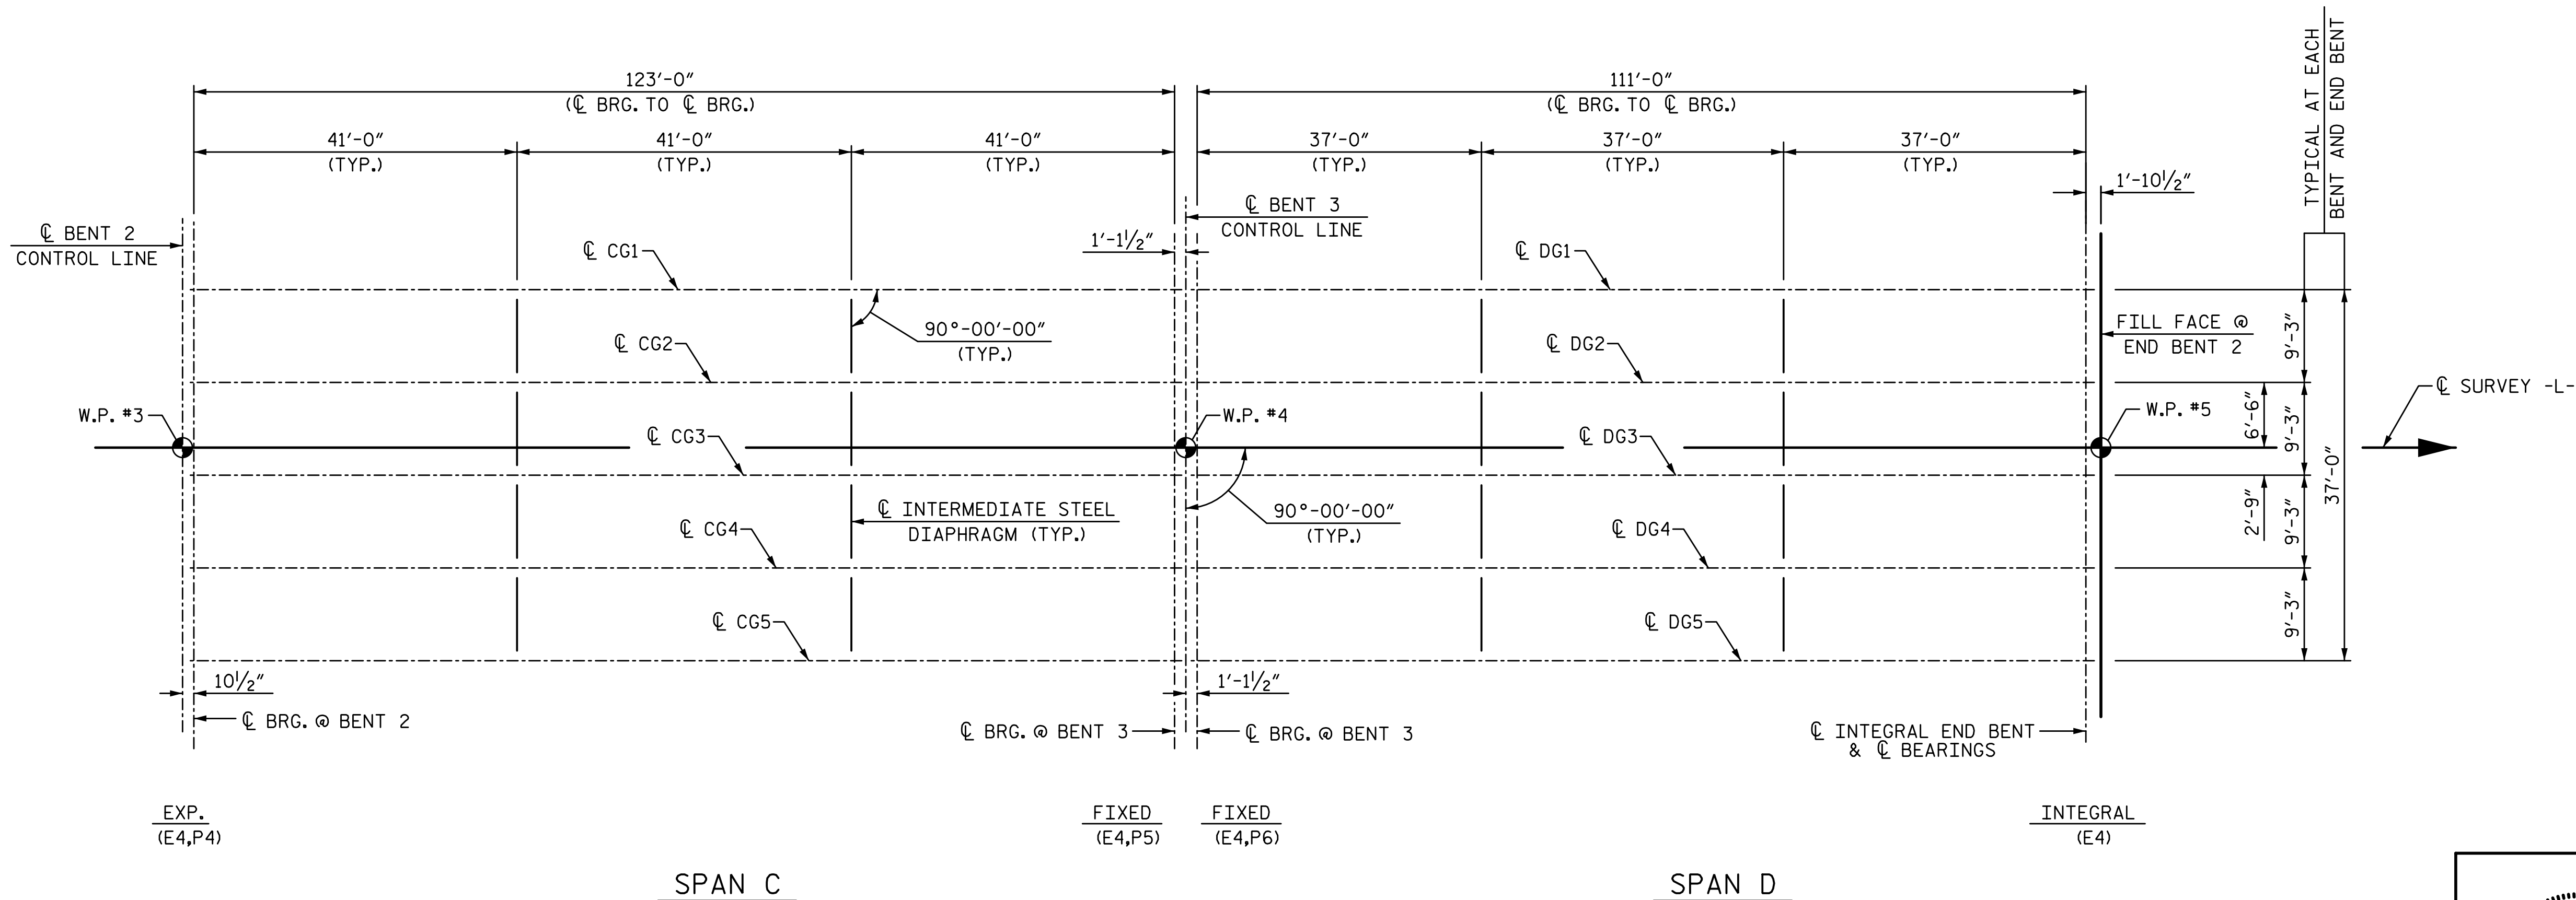 TYPICAL AT EACH
BENT AND END BENT
123'-0"
(℄ BRG. TO ℄ BRG.)
111'-0"
(℄ BRG. TO ℄ BRG.)
41'-0"
(TYP.)
41'-0"
(TYP.)
41'-0"
(TYP.)
37'-0"
(TYP.)
37'-0"
(TYP.)
37'-0"
(TYP.)
1'-10½"
℄ BENT 2
CONTROL LINE
℄ BENT 3
CONTROL LINE
1'-1½"
℄ CG1
℄ DG1
90°-00'-00"
(TYP.)
℄ CG2
℄ DG2
FILL FACE @
END BENT 2
9'-3"
W.P. #3
W.P. #4
W.P. #5
℄ SURVEY -L-
℄ CG3
℄ DG3
6'-6"
9'-3"
37'-0"
℄ INTERMEDIATE STEEL
DIAPHRAGM (TYP.)
90°-00'-00"
(TYP.)
℄ CG4
℄ DG4
2'-9"
9'-3"
℄ CG5
℄ DG5
9'-3"
10½"
1'-1½"
℄ BRG. @ BENT 2
℄ BRG. @ BENT 3
℄ BRG. @ BENT 3
℄ INTEGRAL END BENT
& ℄ BEARINGS
EXP.
(E4,P4)
FIXED
(E4,P5)
FIXED
(E4,P6)
INTEGRAL
(E4)
SPAN C
SPAN D